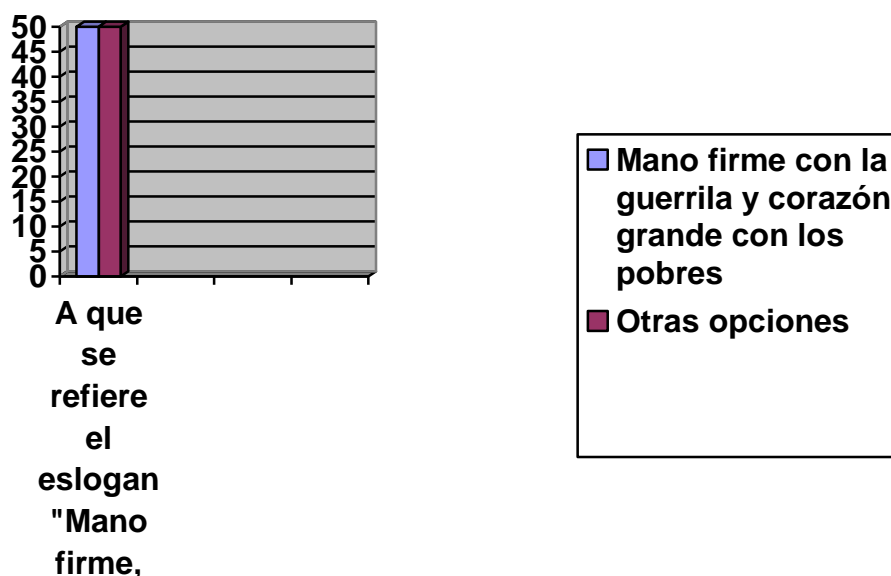 50
45
40
35
30
25
20
15
10
5
0
A que
se
refiere
el
eslogan
"Mano
firme,
Mano firme con la
guerrila y corazón
grande con los
pobres
Otras opciones